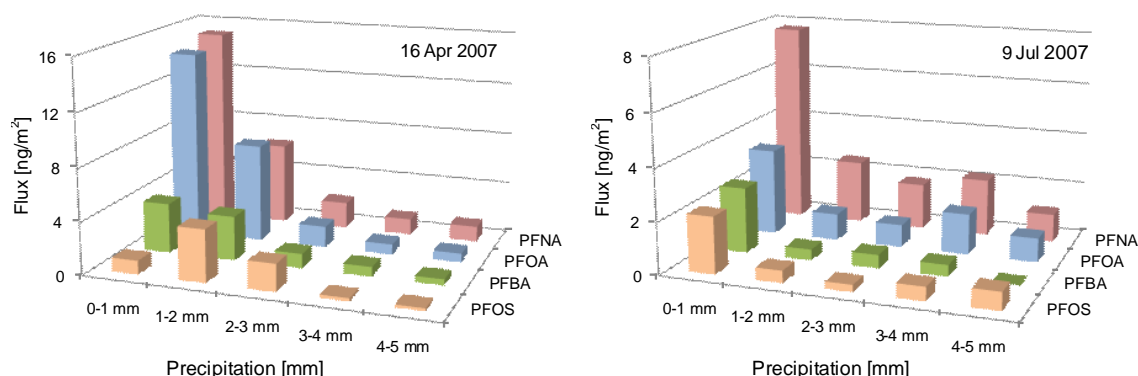 16 Apr 2007
Flux [ng/m²]
16
12
8
4
0
0-1 mm
1-2 mm
2-3 mm
3-4 mm
4-5 mm
PFNA
PFOA
PFBA
PFOS
Precipitation [mm]
9 Jul 2007
Flux [ng/m²]
8
6
4
2
0
0-1 mm
1-2 mm
2-3 mm
3-4 mm
4-5 mm
PFNA
PFOA
PFBA
PFOS
Precipitation [mm]